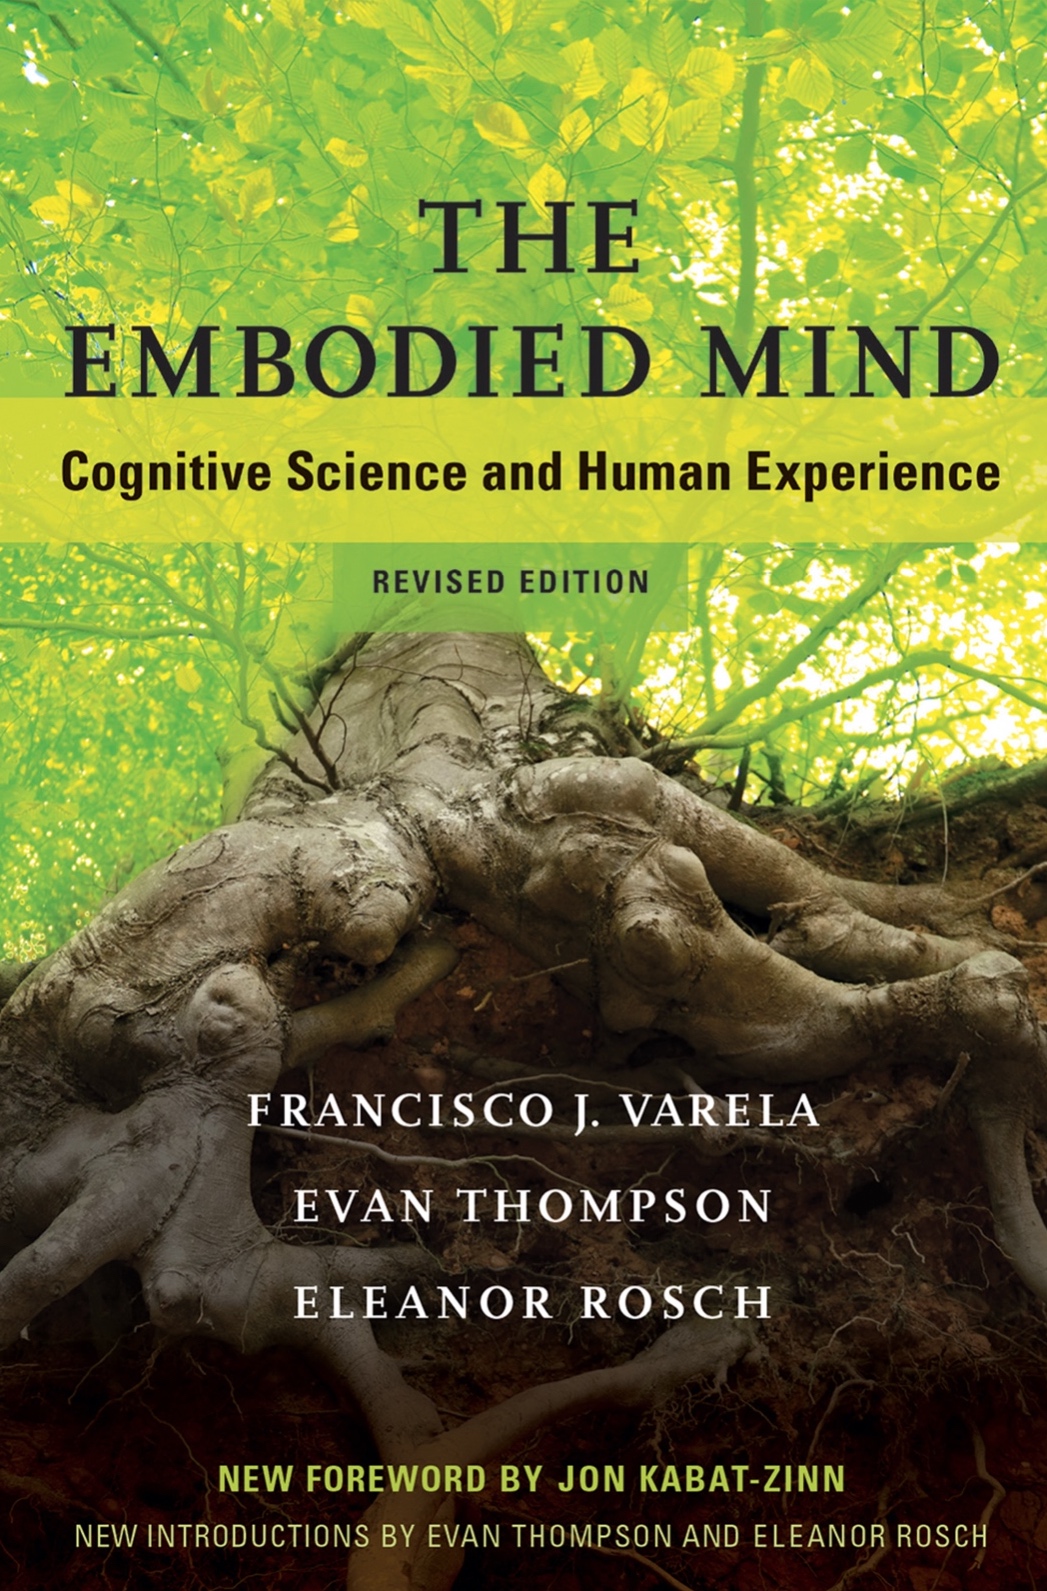 THE
EMBODIED MIND
Cognitive Science and Human Experience
REVISED EDITION
FRANCISCO J. VARELA
EVAN THOMPSON
ELEANOR ROSCH
NEW FOREWORD BY JON KABAT-ZINN
NEW INTRODUCTIONS BY EVAN THOMPSON AND ELEANOR ROSCH